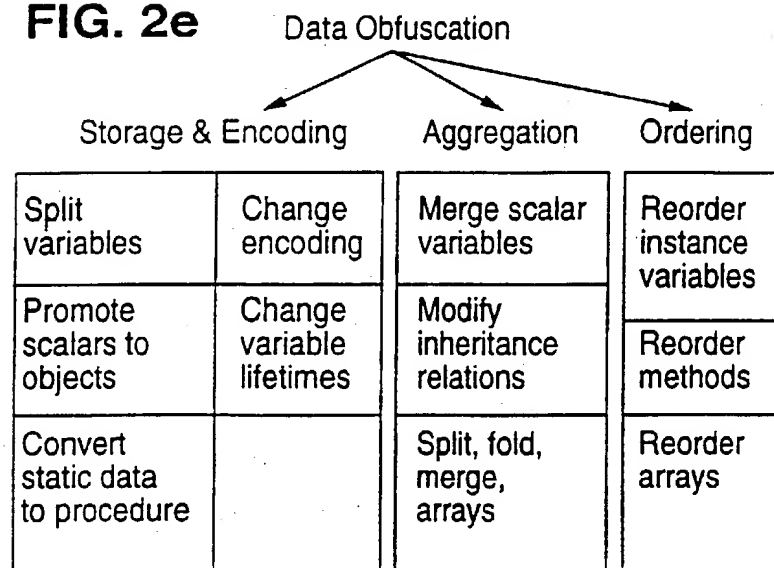 FIG. 2e
Data Obfuscation
Storage & Encoding
Aggregation
Ordering
Split
variables
Change
encoding
Merge scalar
variables
Reorder
instance
variables
Promote
scalars to
objects
Change
variable
lifetimes
Modify
inheritance
relations
Reorder
methods
Convert
static data
to procedure
Split, fold,
merge,
arrays
Reorder
arrays